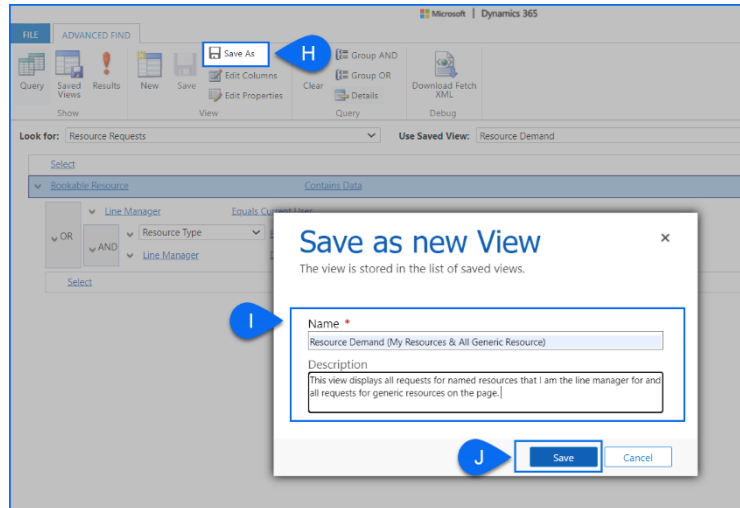 Microsoft | Dynamics 365
FILE ADVANCED FIND
Save As
H
Group AND
Edit Columns
Group OR
Query Saved Views Results New Save Edit Properties Clear Details Download Fetch XML
Show View Query Debug
Look for: Resource Requests Use Saved View: Resource Demand
Select
Bookable Resource Contains Data
Line Manager Equals Current User
OR
Resource Type
AND
Line Manager
Select
Save as new View
The view is stored in the list of saved views.
I
Name *
Resource Demand (My Resources & All Generic Resource)
Description
This view displays all requests for named resources that I am the line manager for and
all requests for generic resources on the page.
J
Save Cancel